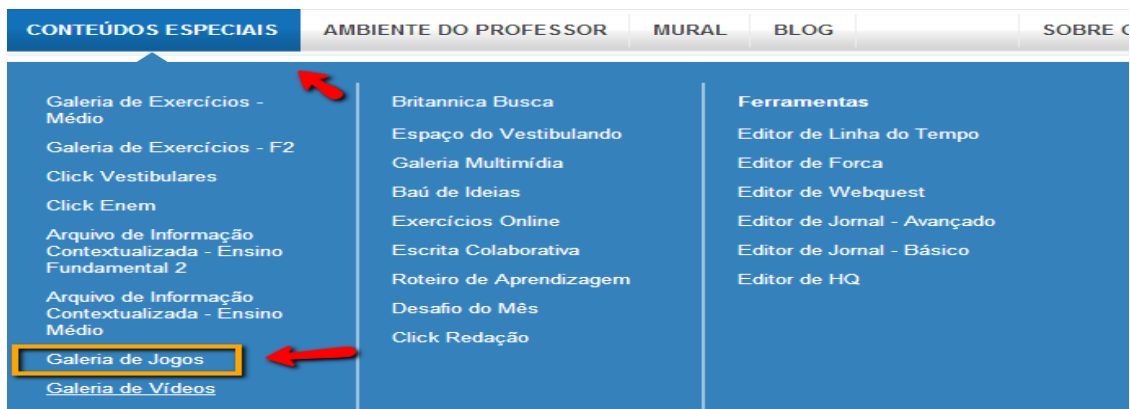 CONTEÚDOS ESPECIAIS AMBIENTE DO PROFESSOR MURAL BLOG SOBRE
Galeria de Exercícios -
Médio
Galeria de Exercícios - F2
Click Vestibulares
Click Enem
Arquivo de Informação
Contextualizada - Ensino
Fundamental 2
Arquivo de Informação
Contextualizada - Ensino
Médio
Galeria de Jogos
Galeria de Vídeos
Britannica Busca
Espaço do Vestibulando
Galeria Multimídia
Baú de Ideias
Exercícios Online
Escrita Colaborativa
Roteiro de Aprendizagem
Desafio do Mês
Click Redação
Ferramentas
Editor de Linha do Tempo
Editor de Forca
Editor de Webquest
Editor de Jornal - Avançado
Editor de Jornal - Básico
Editor de HQ